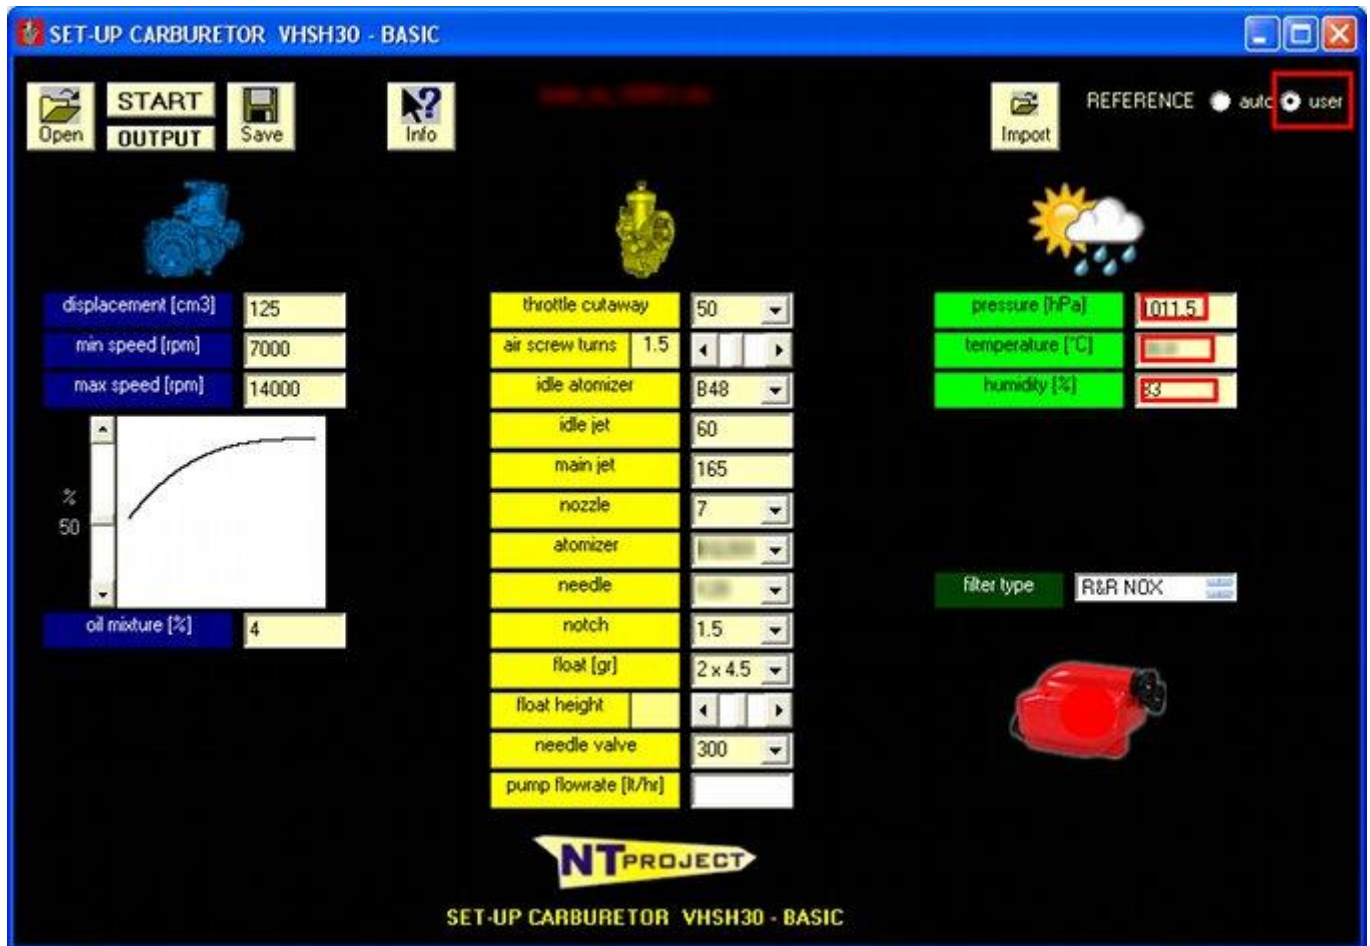 SET-UP CARBURETOR VHSH30 - BASIC
Open
START
OUTPUT
Save
Info
Import
REFERENCE auto user
displacement [cm3] 125
min speed [rpm] 7000
max speed [rpm] 14000
%
50
oil mixture [%] 4
throttle cutaway 50
air screw turns 1.5
idle atomizer B48
idle jet 60
main jet 165
nozzle 7
atomizer
needle
notch 1.5
float [gr] 2 x 4.5
float height
needle valve 300
pump flowrate [lt/hr]
pressure [hPa] 1011.5
temperature [°C]
humidity [%] 83
filter type R&R NOX
NTPROJECT
SET-UP CARBURETOR VHSH30 - BASIC